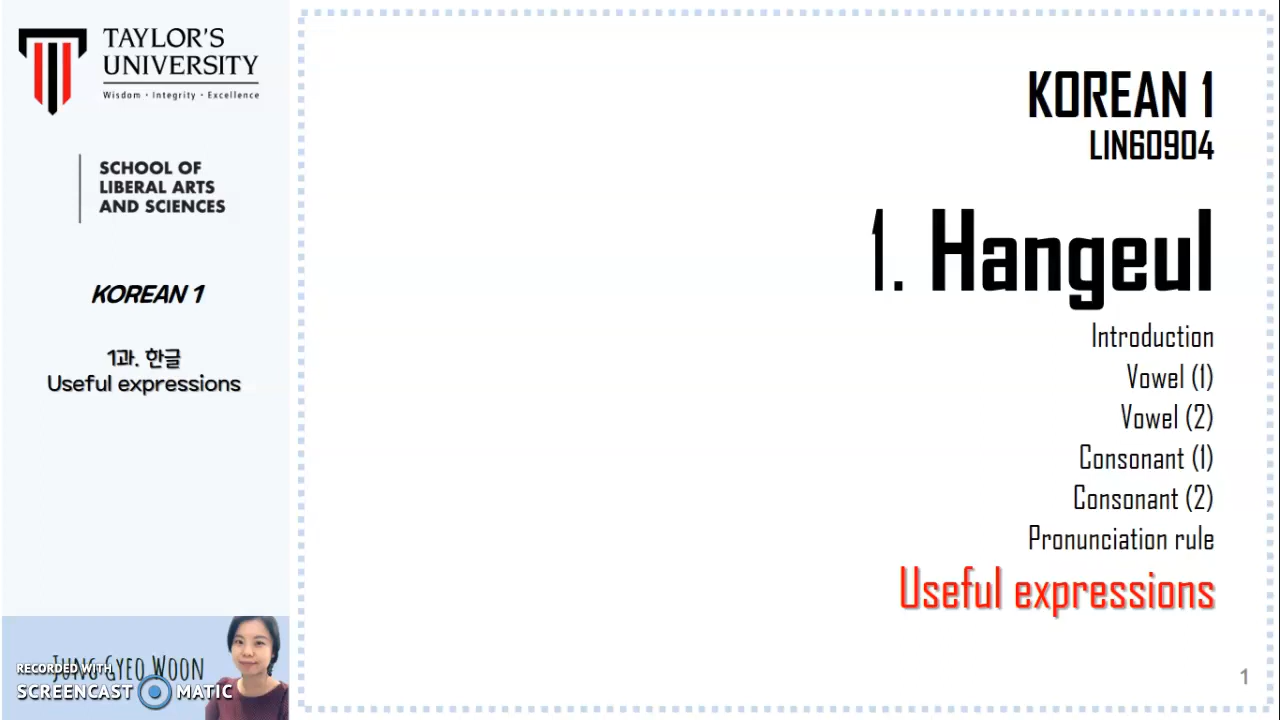 TAYLOR'S
UNIVERSITY
Wisdom · Integrity · Excellence
SCHOOL OF
LIBERAL ARTS
AND SCIENCES
KOREAN 1
1과. 한글
Useful expressions
JUNG GYEO WOON
RECORDED WITH
SCREENCAST MATIC
KOREAN 1
LIN60904
1. Hangeul
Introduction
Vowel (1)
Vowel (2)
Consonant (1)
Consonant (2)
Pronunciation rule
Useful expressions
1